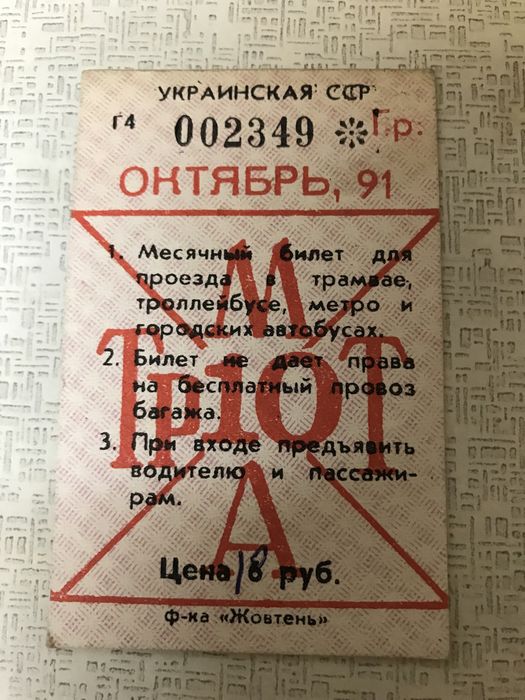 УКРАИНСКАЯ ССР
Г4 002349 Гр.
ОКТЯБРЬ, 91
М
Тр 10 Т
А
1. Месячный билет для
проезда в трамвае,
троллейбусе, метро и
городских автобусах.
2. Билет не дает права
на бесплатный провоз
багажа.
3. При входе предъявить
водителю и пассажи-
рам.
Цена 18 руб.
ф-ка «Жовтень»